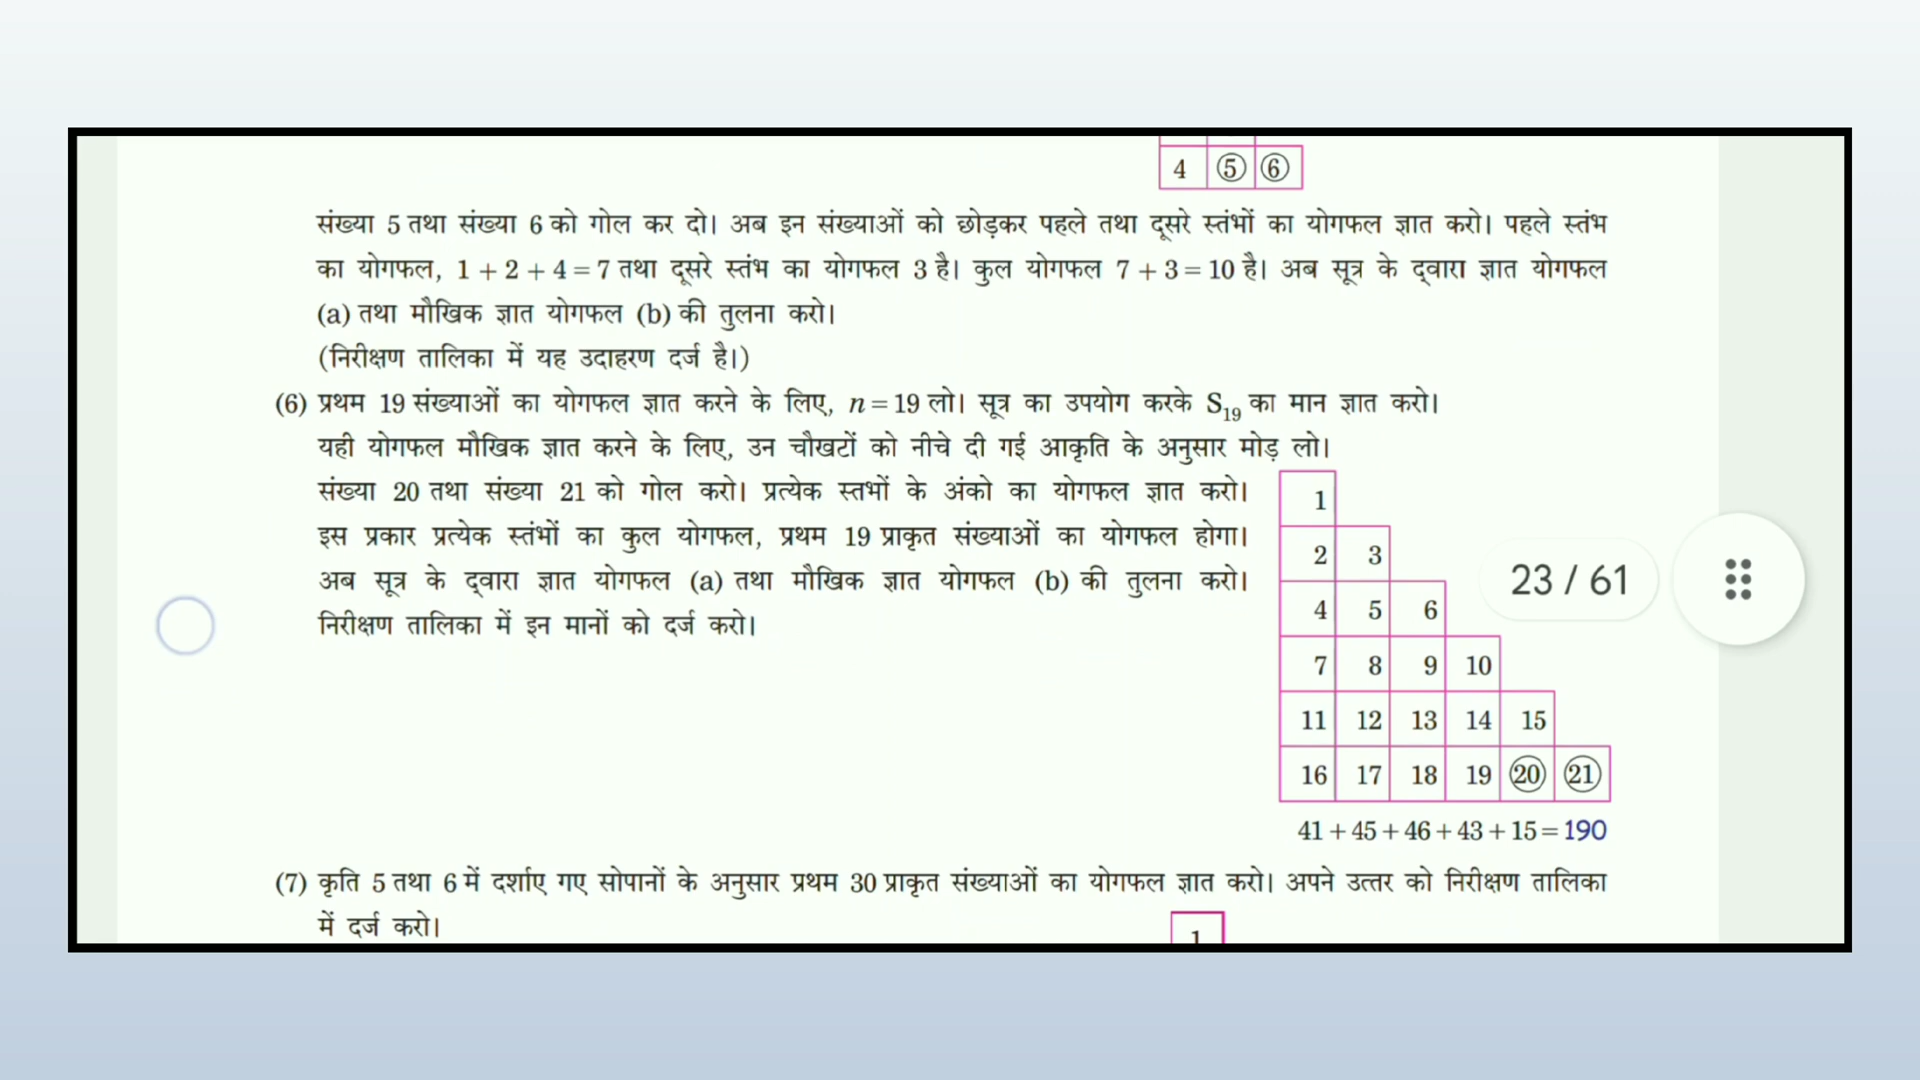 4 ⑤ ⑥
संख्या 5 तथा संख्या 6 को गोल कर दो। अब इन संख्याओं को छोड़कर पहले तथा दूसरे स्तंभों का योगफल ज्ञात करो। पहले स्तंभ
का योगफल, 1 + 2 + 4 = 7 तथा दूसरे स्तंभ का योगफल 3 है। कुल योगफल 7 + 3 = 10 है। अब सूत्र के द्वारा ज्ञात योगफल
(a) तथा मौखिक ज्ञात योगफल (b) की तुलना करो।
(निरीक्षण तालिका में यह उदाहरण दर्ज है।)
(6) प्रथम 19 संख्याओं का योगफल ज्ञात करने के लिए, n = 19 लो। सूत्र का उपयोग करके S₁₉ का मान ज्ञात करो।
यही योगफल मौखिक ज्ञात करने के लिए, उन चौखटों को नीचे दी गई आकृति के अनुसार मोड़ लो।
संख्या 20 तथा संख्या 21 को गोल करो। प्रत्येक स्तभों के अंको का योगफल ज्ञात करो।
इस प्रकार प्रत्येक स्तंभों का कुल योगफल, प्रथम 19 प्राकृत संख्याओं का योगफल होगा।
अब सूत्र के द्वारा ज्ञात योगफल (a) तथा मौखिक ज्ञात योगफल (b) की तुलना करो।
निरीक्षण तालिका में इन मानों को दर्ज करो।
1
2 3
4 5 6
7 8 9 10
11 12 13 14 15
16 17 18 19 ⑳ ㉑
41 + 45 + 46 + 43 + 15 = 190
23 / 61
(7) कृति 5 तथा 6 में दर्शाए गए सोपानों के अनुसार प्रथम 30 प्राकृत संख्याओं का योगफल ज्ञात करो। अपने उत्तर को निरीक्षण तालिका
में दर्ज करो।
1